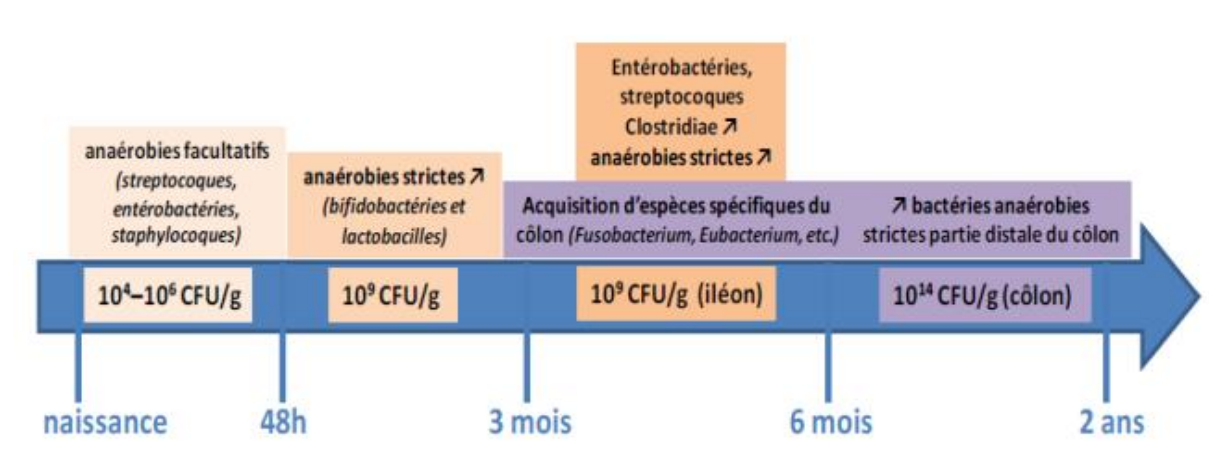 anaérobies facultatifs
(streptocoques,
entérobactéries,
staphylocoques)
anaérobies strictes ↗
(bifidobactéries et
lactobacilles)
Entérobactéries,
streptocoques
Clostridiae ↗
anaérobies strictes ↗
Acquisition d'espèces spécifiques du
côlon (Fusobacterium, Eubacterium, etc.)
↗ bactéries anaérobies
strictes partie distale du côlon
10⁴–10⁶ CFU/g
10⁹ CFU/g
10⁹ CFU/g (iléon)
10¹⁴ CFU/g (côlon)
naissance
48h
3 mois
6 mois
2 ans